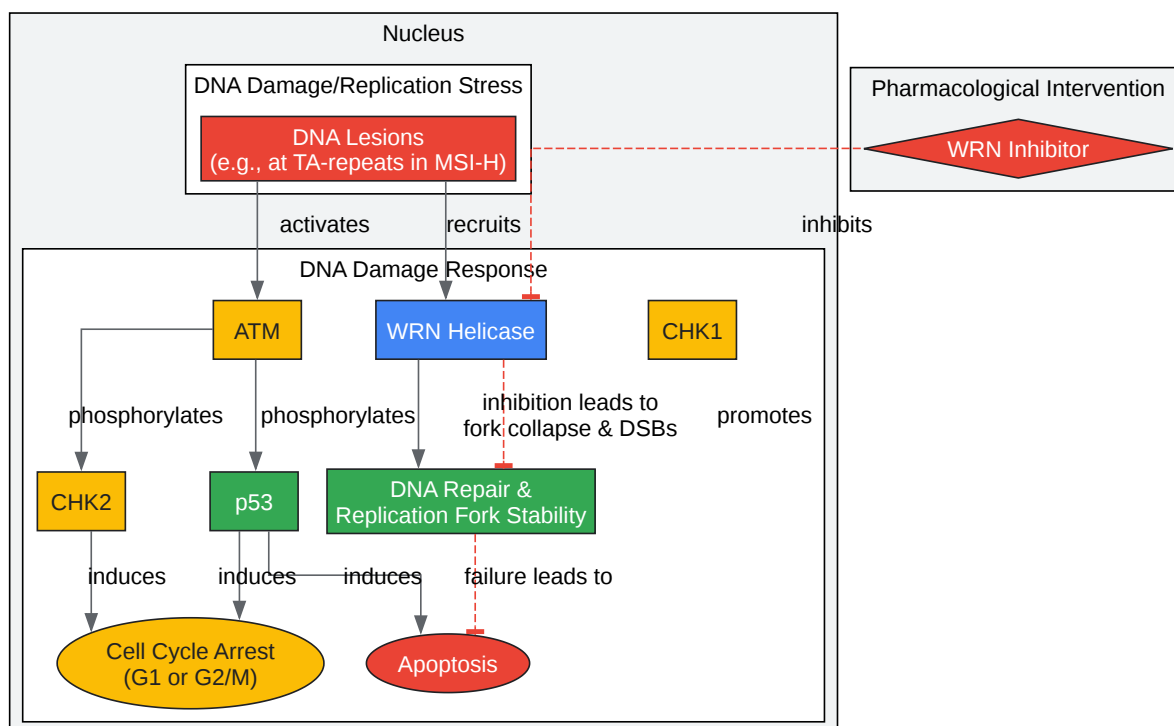 Nucleus
DNA Damage/Replication Stress
Pharmacological Intervention
DNA Lesions
(e.g., at TA-repeats in MSI-H)
WRN Inhibitor
activates
recruits
inhibits
DNA Damage Response
ATM
WRN Helicase
CHK1
phosphorylates
phosphorylates
inhibition leads to
fork collapse & DSBs
promotes
CHK2
p53
DNA Repair &
Replication Fork Stability
induces
induces
induces
failure leads to
Cell Cycle Arrest
(G1 or G2/M)
Apoptosis